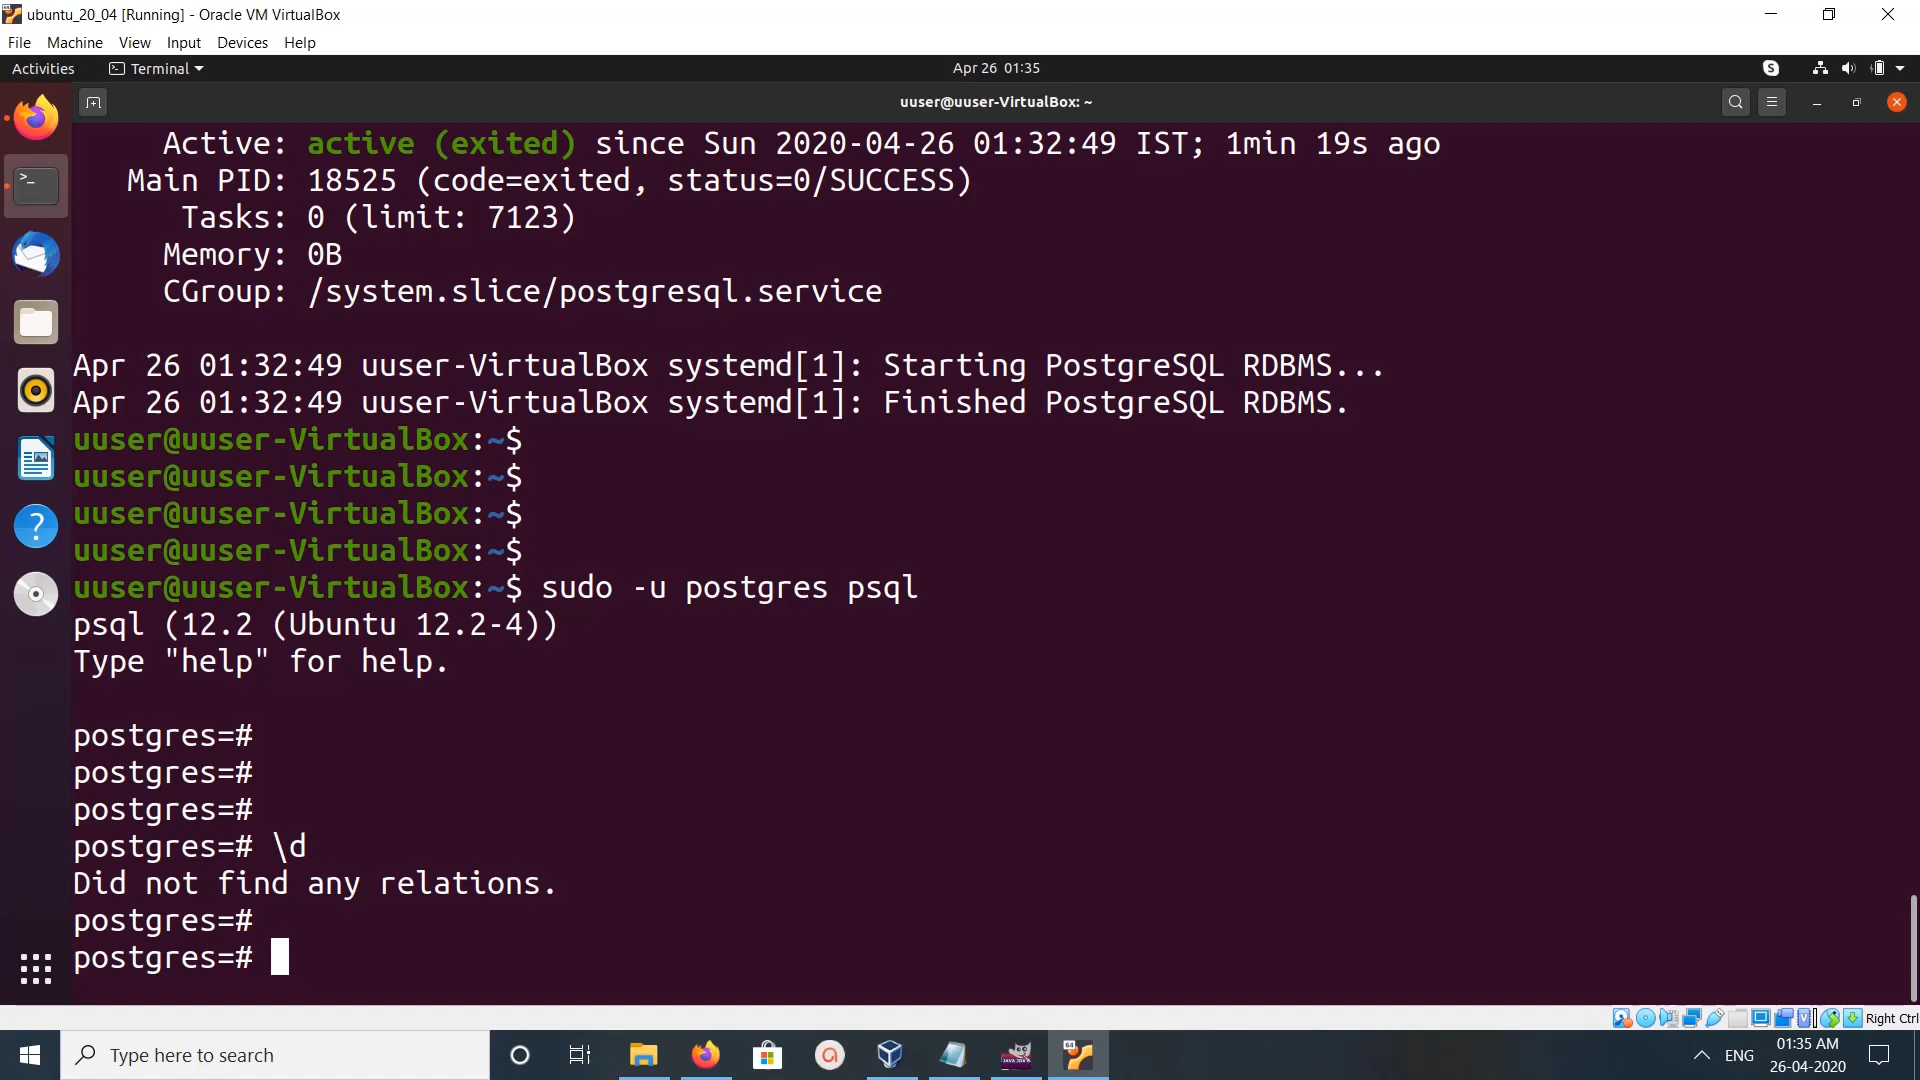 ubuntu_20_04 [Running] - Oracle VM VirtualBox
File Machine View Input Devices Help
Activities Terminal Apr 26 01:35
uuser@uuser-VirtualBox: ~
Active: active (exited) since Sun 2020-04-26 01:32:49 IST; 1min 19s ago
Main PID: 18525 (code=exited, status=0/SUCCESS)
Tasks: 0 (limit: 7123)
Memory: 0B
CGroup: /system.slice/postgresql.service
Apr 26 01:32:49 uuser-VirtualBox systemd[1]: Starting PostgreSQL RDBMS...
Apr 26 01:32:49 uuser-VirtualBox systemd[1]: Finished PostgreSQL RDBMS.
uuser@uuser-VirtualBox:~$
uuser@uuser-VirtualBox:~$
uuser@uuser-VirtualBox:~$
uuser@uuser-VirtualBox:~$
uuser@uuser-VirtualBox:~$ sudo -u postgres psql
psql (12.2 (Ubuntu 12.2-4))
Type "help" for help.
postgres=#
postgres=#
postgres=#
postgres=# \d
Did not find any relations.
postgres=#
postgres=#
Right Ctrl
Type here to search
ENG
01:35 AM
26-04-2020